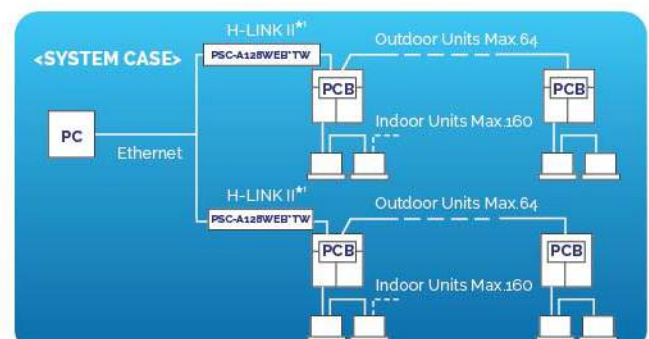 <SYSTEM CASE>
H-LINK II*¹
PSC-A128WEB*TW
Outdoor Units Max.64
PCB
PCB
PC
Ethernet
Indoor Units Max.160
H-LINK II*¹
PSC-A128WEB*TW
Outdoor Units Max.64
PCB
PCB
Indoor Units Max.160